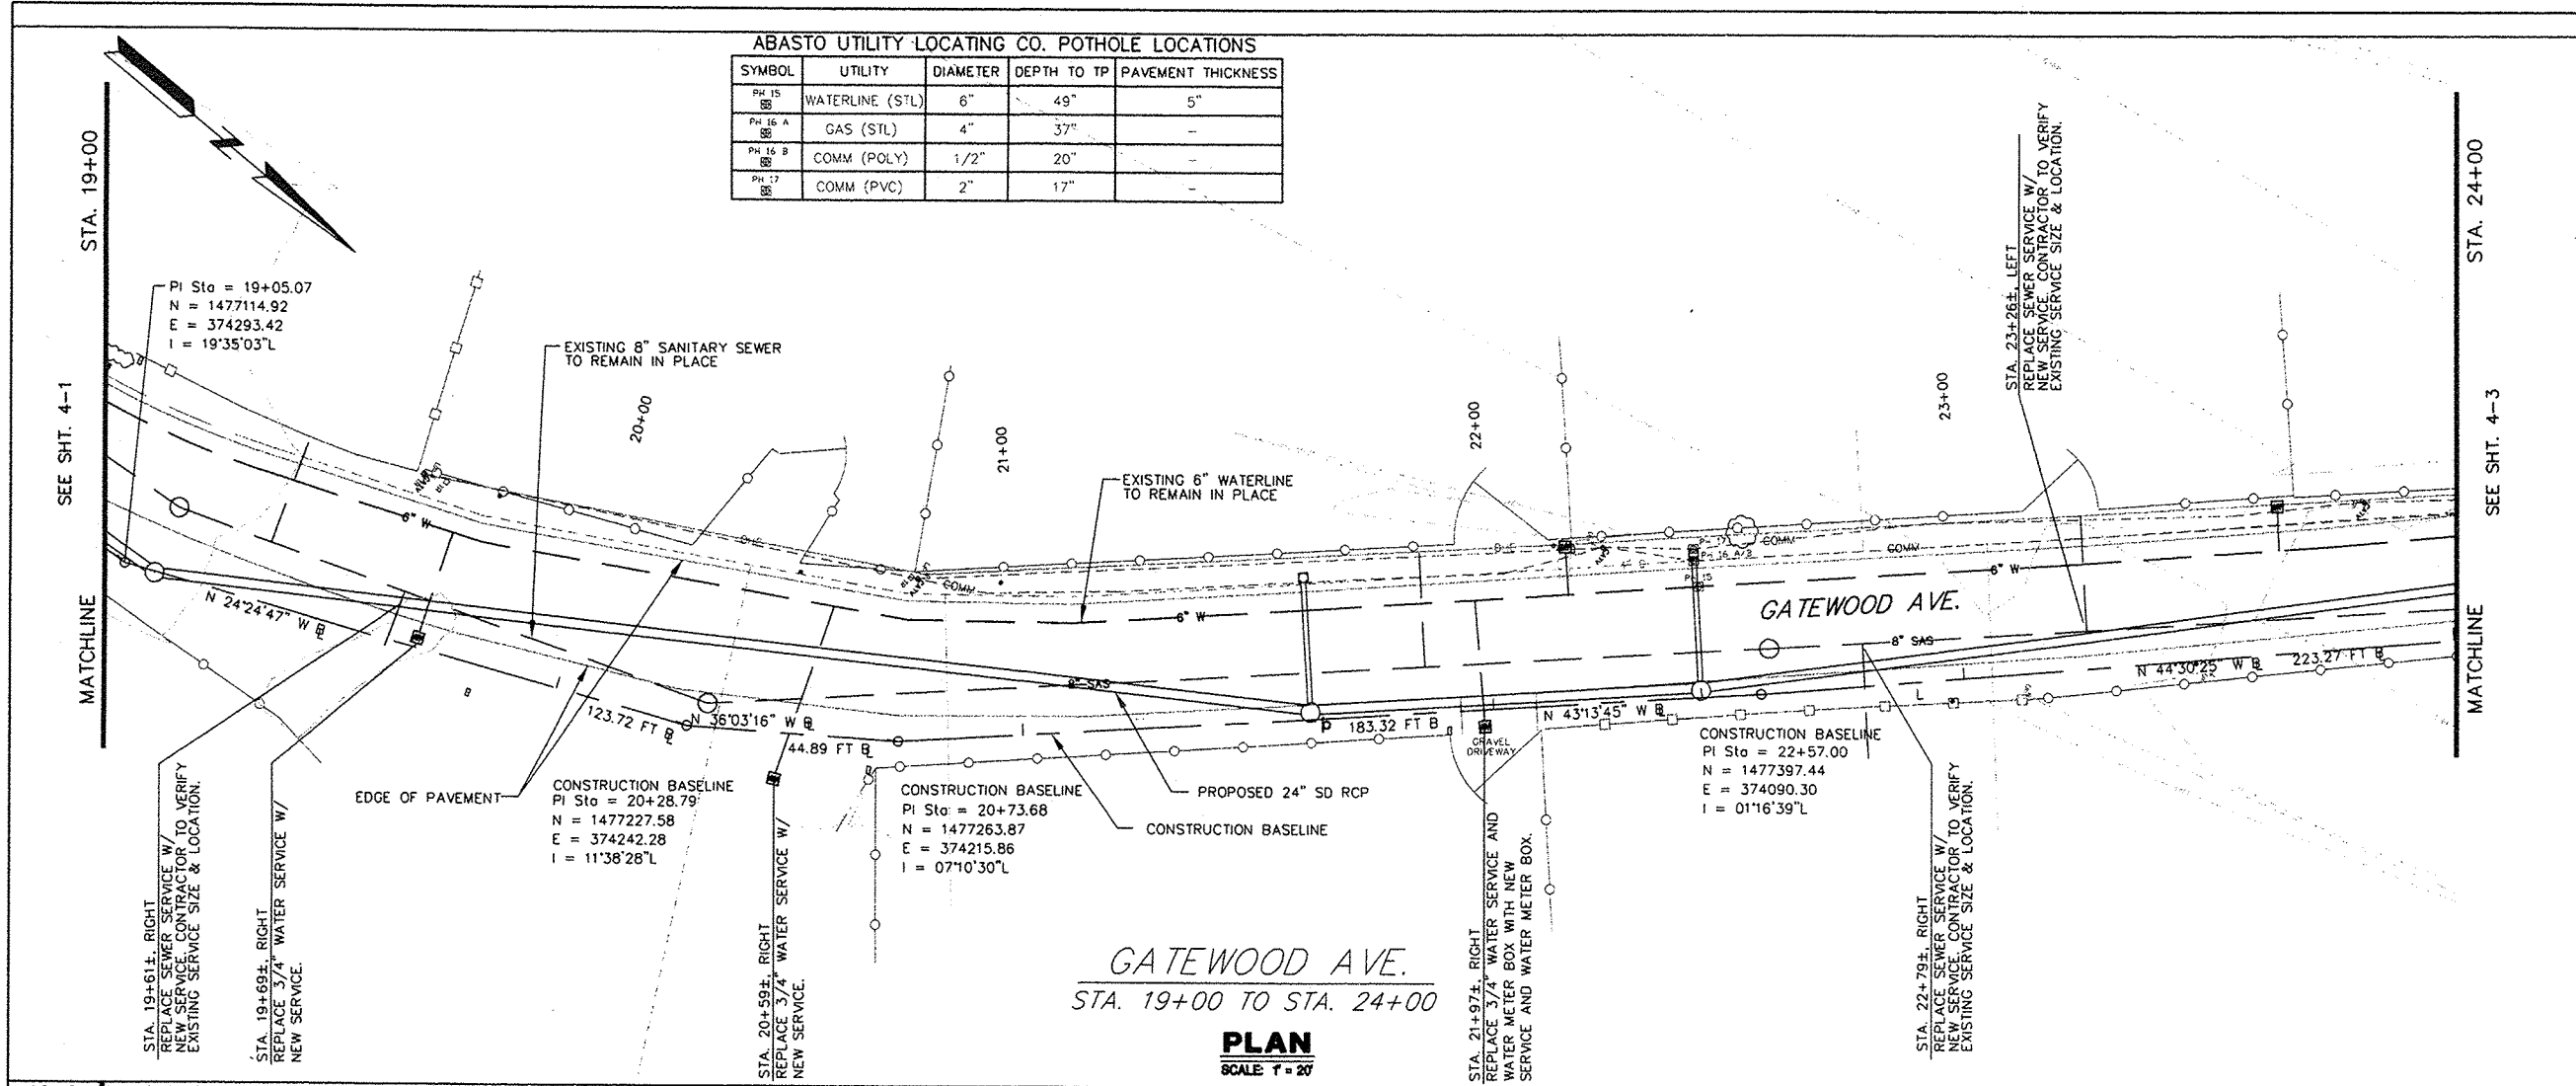 ABASTO UTILITY LOCATING CO. POTHOLE LOCATIONS
SYMBOL UTILITY DIAMETER DEPTH TO TP PAVEMENT THICKNESS
PH 15 WATERLINE (STL) 6" 49" 5"
PH 16 A GAS (STL) 4" 37" -
PH 16 B COMM (POLY) 1/2" 20" -
PH 17 COMM (PVC) 2" 17" -
N
STA. 19+00
SEE SHT. 4-1
MATCHLINE
STA. 24+00
SEE SHT. 4-3
MATCHLINE
PI Sta = 19+05.07
N = 1477114.92
E = 374293.42
I = 19°35'03"L
EXISTING 8" SANITARY SEWER
TO REMAIN IN PLACE
20+00
21+00
22+00
23+00
EXISTING 6" WATERLINE
TO REMAIN IN PLACE
STA. 23+26±, LEFT
REPLACE SEWER SERVICE W/
NEW SERVICE. CONTRACTOR TO VERIFY
EXISTING SERVICE SIZE & LOCATION.
6" W
6" W
6" W
COMM
COMM
COMM
PH 17
PH 16 A/B
PH 15
GATEWOOD AVE.
8" SAS
8" SAS
N 24°24'47" W
123.72 FT
N 36°03'16" W
44.89 FT
183.32 FT
N 43°13'45" W
N 44°30'25" W
223.27 FT
GRAVEL
DRIVEWAY
EDGE OF PAVEMENT
CONSTRUCTION BASELINE
PI Sta = 20+28.79
N = 1477227.58
E = 374242.28
I = 11°38'28"L
CONSTRUCTION BASELINE
PI Sta = 20+73.68
N = 1477263.87
E = 374215.86
I = 07°10'30"L
PROPOSED 24" SD RCP
CONSTRUCTION BASELINE
CONSTRUCTION BASELINE
PI Sta = 22+57.00
N = 1477397.44
E = 374090.30
I = 01°16'39"L
STA. 19+61±, RIGHT
REPLACE SEWER SERVICE W/
NEW SERVICE. CONTRACTOR TO VERIFY
EXISTING SERVICE SIZE & LOCATION.
STA. 19+69±, RIGHT
REPLACE 3/4" WATER SERVICE W/
NEW SERVICE.
STA. 20+59±, RIGHT
REPLACE 3/4" WATER SERVICE W/
NEW SERVICE.
STA. 21+97±, RIGHT
REPLACE 3/4" WATER SERVICE AND
WATER METER BOX WITH NEW
SERVICE AND WATER METER BOX.
STA. 22+79±, RIGHT
REPLACE SEWER SERVICE W/
NEW SERVICE. CONTRACTOR TO VERIFY
EXISTING SERVICE SIZE & LOCATION.
GATEWOOD AVE.
STA. 19+00 TO STA. 24+00
PLAN
SCALE: 1" = 20'